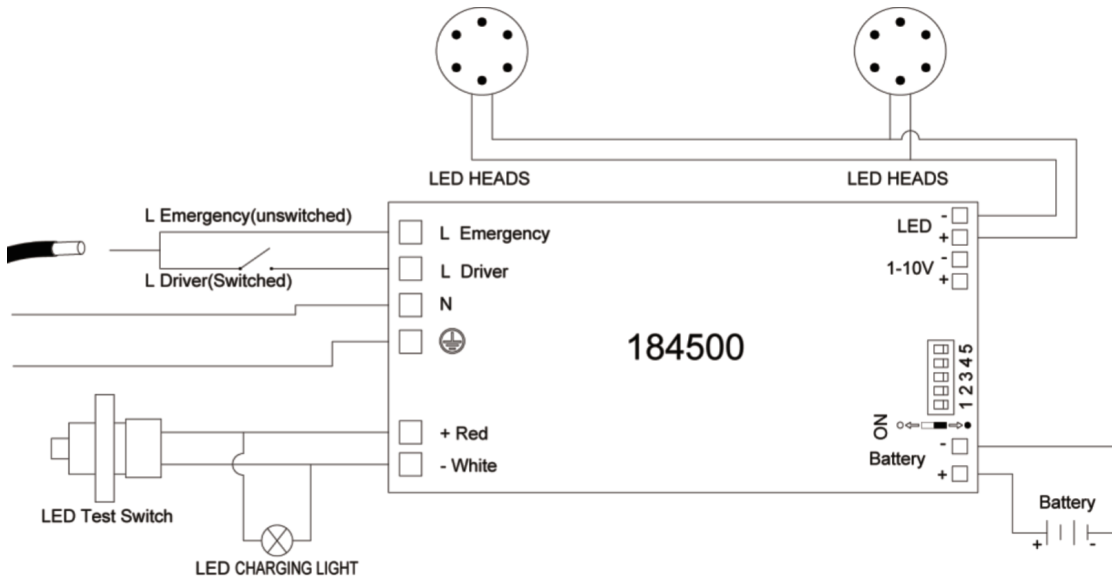 LED HEADS
LED HEADS
L Emergency(unswitched)
L Driver(Switched)
L Emergency
L Driver
N
+ Red
- White
184500
LED
-
+
1-10V
-
+
1 2 3 4 5
ON
-
Battery
+
Battery
+ -
LED Test Switch
LED CHARGING LIGHT